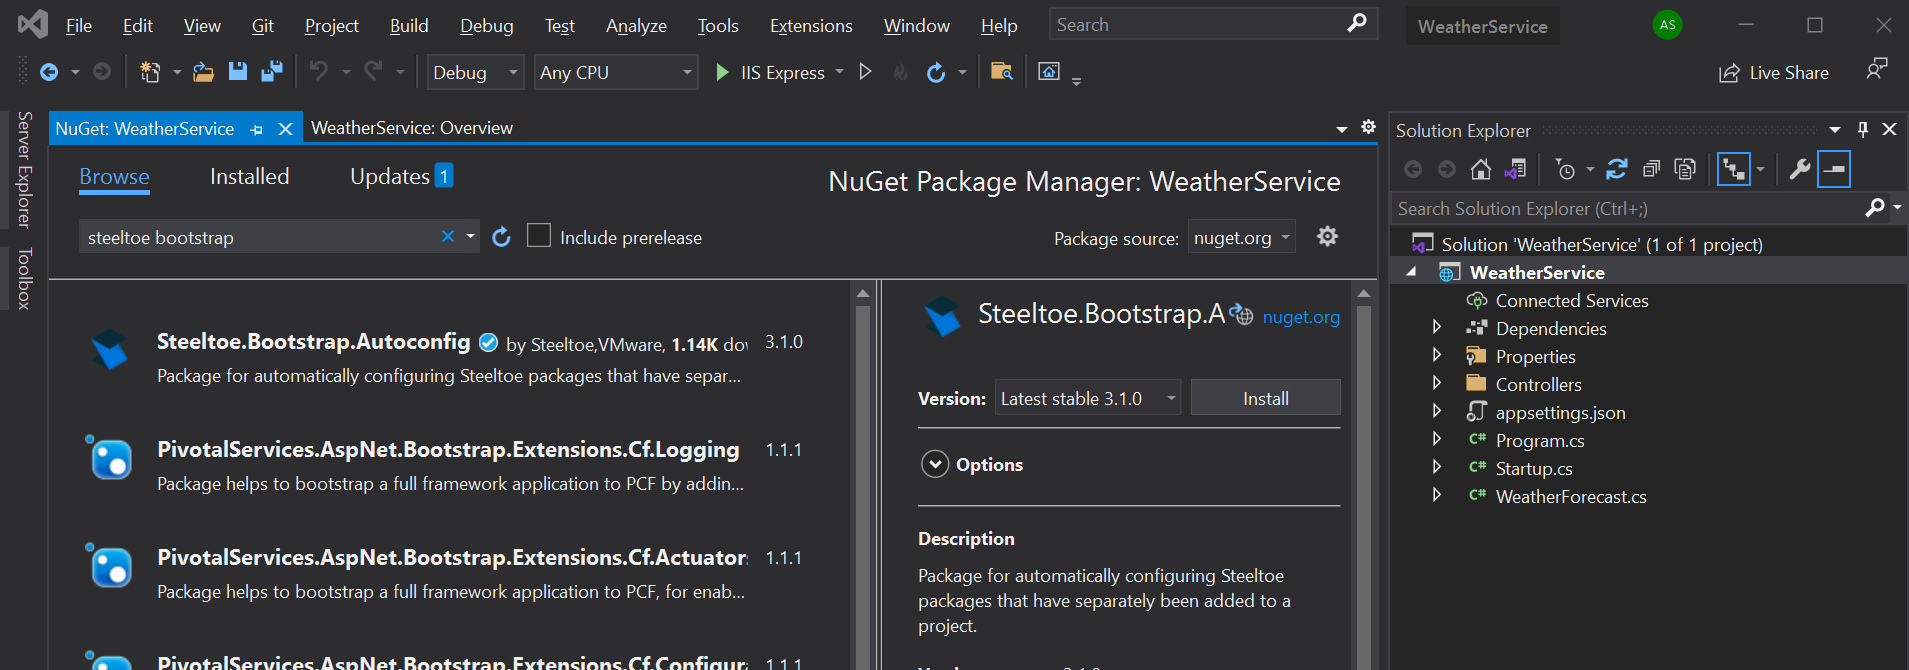 File Edit View Git Project Build Debug Test Analyze Tools Extensions Window Help Search WeatherService AS
Debug Any CPU IIS Express Live Share
Server Explorer
Toolbox
NuGet: WeatherService WeatherService: Overview
Browse Installed Updates 1
NuGet Package Manager: WeatherService
steeltoe bootstrap Include prerelease Package source: nuget.org
Steeltoe.Bootstrap.Autoconfig by Steeltoe,VMware, 1.14K dov 3.1.0
Package for automatically configuring Steeltoe packages that have separ...
PivotalServices.AspNet.Bootstrap.Extensions.Cf.Logging 1.1.1
Package helps to bootstrap a full framework application to PCF by addin...
PivotalServices.AspNet.Bootstrap.Extensions.Cf.Actuator 1.1.1
Package helps to bootstrap a full framework application to PCF, for enab...
PivotalServices.AspNet.Bootstrap.Extensions.Cf.Configur 1.1.1
Steeltoe.Bootstrap.A nuget.org
Version: Latest stable 3.1.0 Install
Options
Description
Package for automatically configuring Steeltoe
packages that have separately been added to a
project.
Solution Explorer
Search Solution Explorer (Ctrl+;)
Solution 'WeatherService' (1 of 1 project)
WeatherService
Connected Services
Dependencies
Properties
Controllers
appsettings.json
C# Program.cs
C# Startup.cs
C# WeatherForecast.cs